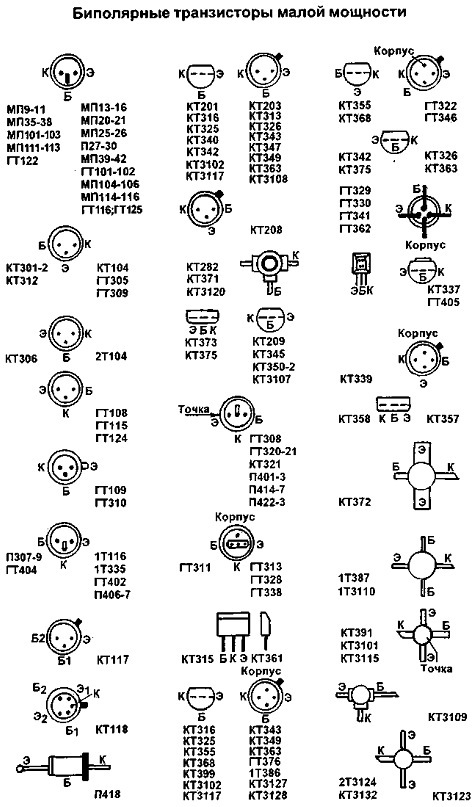 Биполярные транзисторы малой мощности
К Э
Б
МП9-11 МП13-16
МП35-38 МП20-21
МП101-103 МП25-26
МП111-113 П27-30
ГТ122 МП39-42
ГТ101-102
МП104-106
МП114-116
ГТ116;ГТ125
Б К
Э
КТ301-2 КТ104
КТ312 ГТ305
ГТ309
Э К
Б
КТ306 2Т104
Э Б
К
ГТ108
ГТ115
ГТ124
К Э
Б
ГТ109
ГТ310
Б Э
К
П307-9 1Т116
ГТ404 1Т335
ГТ402
П406-7
Б2 Э
Б1
КТ117
Б2 Э1 К
Э2 Б1
КТ118
Э Б К
П418
К Э
Б
КТ201
КТ316
КТ325
КТ340
КТ342
КТ3102
КТ3117
К Э
Б
КТ203
КТ313
КТ326
КТ343
КТ347
КТ349
КТ363
КТ3108
Э Б
К
КТ208
КТ282
КТ371
КТ3120
Э К
Б
Э Б К
КТ373
КТ375
Э К
Б
КТ209
КТ345
КТ350-2
КТ3107
Точка
Э Б
К
ГТ308
ГТ320-21
КТ321
П401-3
П414-7
П422-3
Корпус
Б Э
К
ГТ311 ГТ313
ГТ328
ГТ338
Б К Э
КТ315 КТ361
К Э
Б
КТ316
КТ325
КТ355
КТ368
КТ399
КТ3102
КТ3117
Корпус
К Э
Б
КТ343
КТ349
КТ363
ГТ376
1Т386
КТ3127
КТ3128
Корпус
Э К
Б
КТ355
КТ368
К Э
Б
ГТ322
ГТ346
К Б Э
КТ342 КТ326
КТ375 КТ363
ГТ329
ГТ330
ГТ341
ГТ362
К Э
Б
Корпус
Э Б К
Э К
Б
КТ337
ГТ405
Корпус
Б К
Э
КТ339
К Б Э
КТ358 КТ357
Э
Б К
Э
КТ372
Б
Э К
Б
1Т387
1Т3110
КТ391
КТ3101
КТ3115
Э
К Б
Э
Точка
Э Б
К
КТ3109
Э
К Б
Э
2Т3124
КТ3132 КТ3123